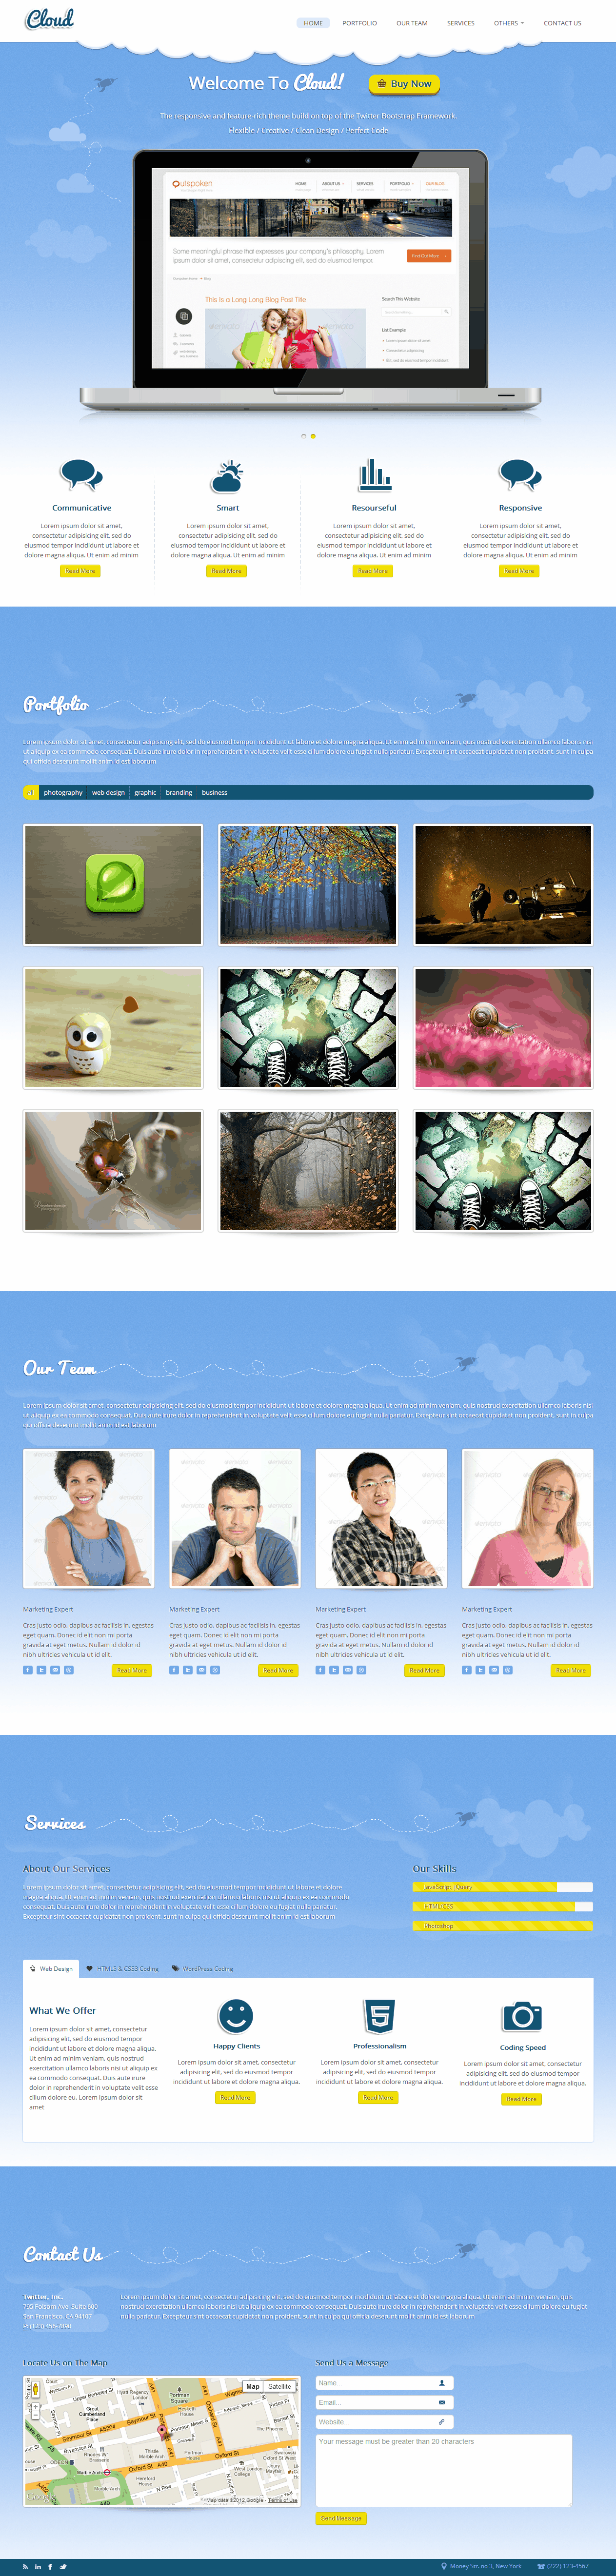 Cloud
HOME PORTFOLIO OUR TEAM SERVICES OTHERS CONTACT US
Welcome To Cloud!
Buy Now
The responsive and feature-rich theme build on top of the Twitter Bootstrap Framework.
Flexible / Creative / Clean Design / Perfect Code
Outspoken
HOME ABOUT US SERVICES PORTFOLIO OUR BLOG
Some meaningful phrase that expresses your company's philosophy. Lorem
ipsum dolor sit amet, consectetur adipiscing elit, sed do eiusmod tempor.
Find Out More
This Is a Long Long Blog Post Title
Search This Website
List Example
Lorem ipsum dolor sit amet
Consectetur adipisicing
Communicative
Lorem ipsum dolor sit amet,
consectetur adipisicing elit, sed do
eiusmod tempor incididunt ut labore et
dolore magna aliqua. Ut enim ad minim
Read More
Smart
Lorem ipsum dolor sit amet,
consectetur adipisicing elit, sed do
eiusmod tempor incididunt ut labore et
dolore magna aliqua. Ut enim ad minim
Read More
Resourseful
Lorem ipsum dolor sit amet,
consectetur adipisicing elit, sed do
eiusmod tempor incididunt ut labore et
dolore magna aliqua. Ut enim ad minim
Read More
Responsive
Lorem ipsum dolor sit amet,
consectetur adipisicing elit, sed do
eiusmod tempor incididunt ut labore et
dolore magna aliqua. Ut enim ad minim
Read More
Portfolio
Lorem ipsum dolor sit amet, consectetur adipisicing elit, sed do eiusmod tempor incididunt ut labore et dolore magna aliqua. Ut enim ad minim veniam, quis nostrud exercitation ullamco laboris nisi
ut aliquip ex ea commodo consequat. Duis aute irure dolor in reprehenderit in voluptate velit esse cillum dolore eu fugiat nulla pariatur. Excepteur sint occaecat cupidatat non proident, sunt in culpa
qui officia deserunt mollit anim id est laborum
all photography web design graphic branding business
Our Team
Lorem ipsum dolor sit amet, consectetur adipisicing elit, sed do eiusmod tempor incididunt ut labore et dolore magna aliqua. Ut enim ad minim veniam, quis nostrud exercitation ullamco laboris nisi
ut aliquip ex ea commodo consequat. Duis aute irure dolor in reprehenderit in voluptate velit esse cillum dolore eu fugiat nulla pariatur. Excepteur sint occaecat cupidatat non proident, sunt in culpa
qui officia deserunt mollit anim id est laborum
Marketing Expert
Cras justo odio, dapibus ac facilisis in, egestas
eget quam. Donec id elit non mi porta
gravida at eget metus. Nullam id dolor id
nibh ultricies vehicula ut id elit.
Read More
Marketing Expert
Cras justo odio, dapibus ac facilisis in, egestas
eget quam. Donec id elit non mi porta
gravida at eget metus. Nullam id dolor id
nibh ultricies vehicula ut id elit.
Read More
Marketing Expert
Cras justo odio, dapibus ac facilisis in, egestas
eget quam. Donec id elit non mi porta
gravida at eget metus. Nullam id dolor id
nibh ultricies vehicula ut id elit.
Read More
Marketing Expert
Cras justo odio, dapibus ac facilisis in, egestas
eget quam. Donec id elit non mi porta
gravida at eget metus. Nullam id dolor id
nibh ultricies vehicula ut id elit.
Read More
Services
About Our Services
Lorem ipsum dolor sit amet, consectetur adipisicing elit, sed do eiusmod tempor incididunt ut labore et dolore
magna aliqua. Ut enim ad minim veniam, quis nostrud exercitation ullamco laboris nisi ut aliquip ex ea commodo
consequat. Duis aute irure dolor in reprehenderit in voluptate velit esse cillum dolore eu fugiat nulla pariatur.
Excepteur sint occaecat cupidatat non proident, sunt in culpa qui officia deserunt mollit anim id est laborum
Our Skills
JavaScript, jQuery
HTML/CSS
Photoshop
Web Design HTML5 & CSS3 Coding WordPress Coding
What We Offer
Lorem ipsum dolor sit amet, consectetur
adipisicing elit, sed do eiusmod tempor
incididunt ut labore et dolore magna aliqua.
Ut enim ad minim veniam, quis nostrud
exercitation ullamco laboris nisi ut aliquip ex
ea commodo consequat. Duis aute irure
dolor in reprehenderit in voluptate velit esse
cillum dolore eu. Lorem ipsum dolor sit
amet
Happy Clients
Lorem ipsum dolor sit amet, consectetur
adipisicing elit, sed do eiusmod tempor
incididunt ut labore et dolore magna aliqua.
Read More
Professionalism
Lorem ipsum dolor sit amet, consectetur
adipisicing elit, sed do eiusmod tempor
incididunt ut labore et dolore magna aliqua.
Read More
Coding Speed
Lorem ipsum dolor sit amet, consectetur
adipisicing elit, sed do eiusmod tempor
incididunt ut labore et dolore magna aliqua.
Read More
Contact Us
Twitter, Inc.
795 Folsom Ave, Suite 600
San Francisco, CA 94107
P: (123) 456-7890
Lorem ipsum dolor sit amet, consectetur adipisicing elit, sed do eiusmod tempor incididunt ut labore et dolore magna aliqua. Ut enim ad minim veniam, quis
nostrud exercitation ullamco laboris nisi ut aliquip ex ea commodo consequat. Duis aute irure dolor in reprehenderit in voluptate velit esse cillum dolore eu fugiat
nulla pariatur. Excepteur sint occaecat cupidatat non proident, sunt in culpa qui officia deserunt mollit anim id est laborum
Locate Us on The Map
Map Satellite
Great Cumberland Place
Seymour St
Oxford St
Marble Arch
Map data ©2012 Google - Terms of Use
Send Us a Message
Name...
Email...
Website...
Your message must be greater than 20 characters
Send Message
Money Str. no 3, New York (222) 123-4567